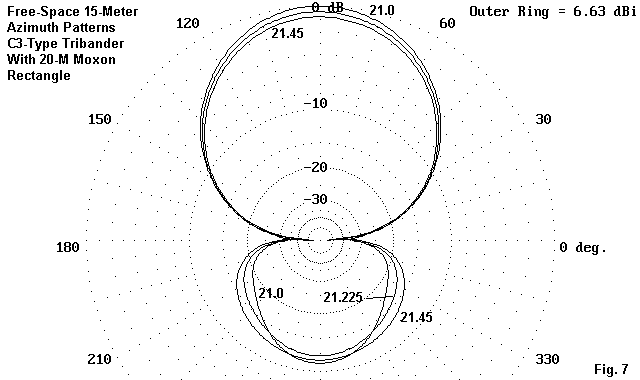 Free-Space 15-Meter
Azimuth Patterns
C3-Type Tribander
With 20-M Moxon
Rectangle
0 dB
Outer Ring = 6.63 dBi
120
21.0
60
21.45
-10
150
30
-20
-30
180
0 deg.
21.0
21.225
21.45
210
330
Fig. 7